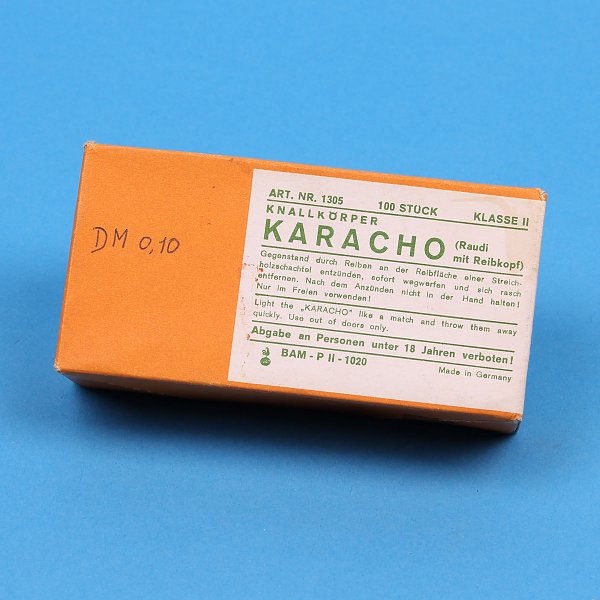 DM 0,10
ART. NR. 1305 100 STÜCK KLASSE II
KNALLKÖRPER
KARACHO (Raudi
mit Reibkopf)
Gegenstand durch Reiben an der Reibfläche einer Streich-
holzschachtel entzünden, sofort wegwerfen und sich rasch
entfernen. Nach dem Anzünden nicht in der Hand halten!
Nur im Freien verwenden!
Light the „KARACHO" like a match and throw them away
quickly. Use out of doors only.
Abgabe an Personen unter 18 Jahren verboten!
BAM - P II - 1020
Made in Germany